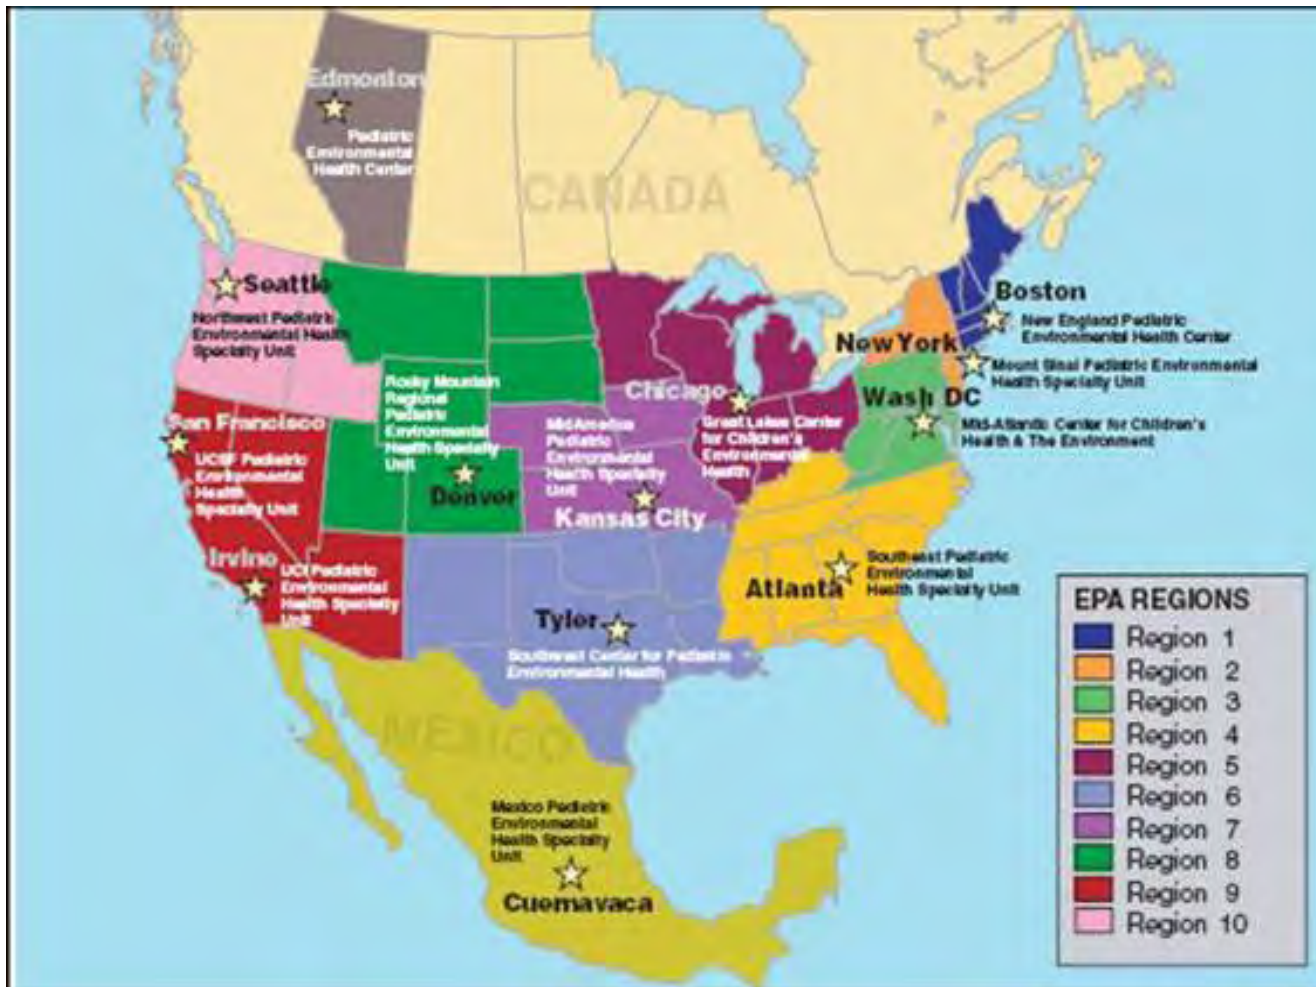 Edmonton
Pediatric
Environmental
Health Center
CANADA
Seattle
Northwest Pediatric
Environmental Health
Specialty Unit
Boston
New England Pediatric
Environmental Health Center
New York
Mount Sinai Pediatric Environmental
Health Specialty Unit
Wash DC
Mid-Atlantic Center for Children's
Health & The Environment
Chicago
Great Lakes Center
for Children's
Environmental
Health
Rocky Mountain
Regional
Pediatric
Environmental
Health Specialty
Unit
Denver
MidAmerica
Pediatric
Environmental
Health Specialty
Unit
Kansas City
San Francisco
UCSF Pediatric
Environmental
Health
Specialty Unit
Irvine
UCI Pediatric
Environmental
Health Specialty
Unit
Atlanta
Southeast Pediatric
Environmental
Health Specialty Unit
Tyler
Southwest Center for Pediatric
Environmental Health
MEXICO
Mexico Pediatric
Environmental
Health Specialty
Unit
Cuernavaca
EPA REGIONS
Region 1
Region 2
Region 3
Region 4
Region 5
Region 6
Region 7
Region 8
Region 9
Region 10